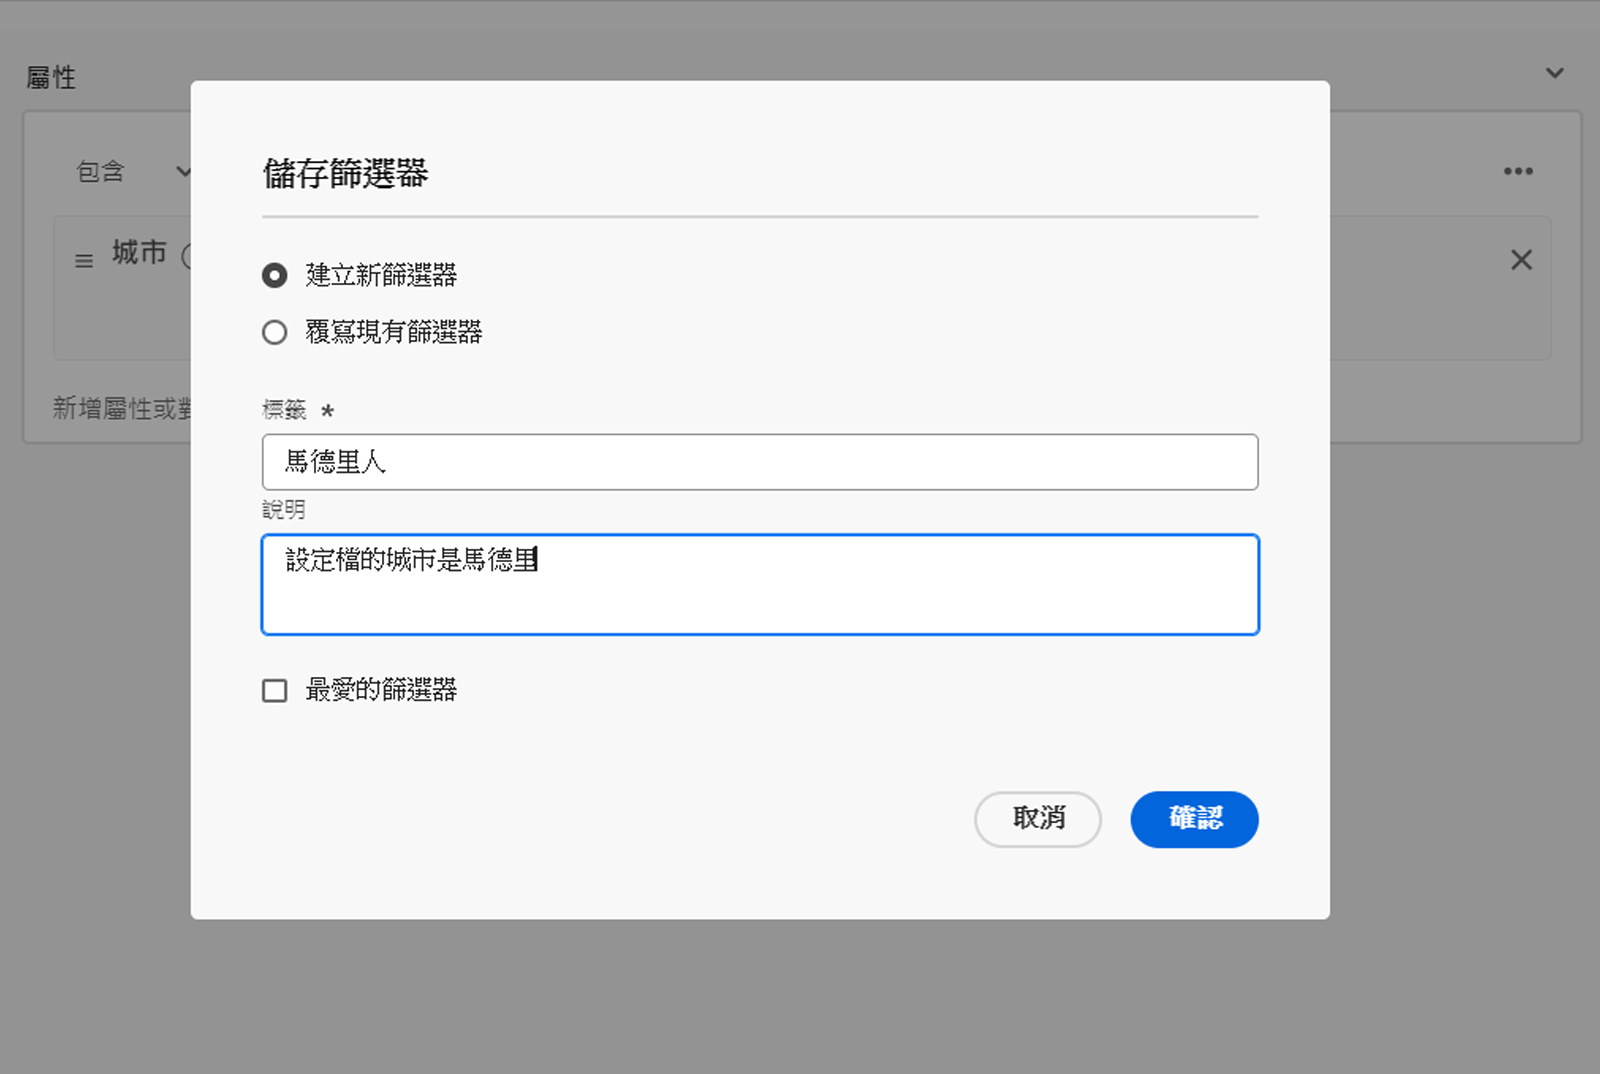 屬性
包含
城市
新增屬性或
儲存篩選器
建立新篩選器
覆寫現有篩選器
標籤 *
馬德里人
說明
設定檔的城市是馬德里
最愛的篩選器
取消
確認